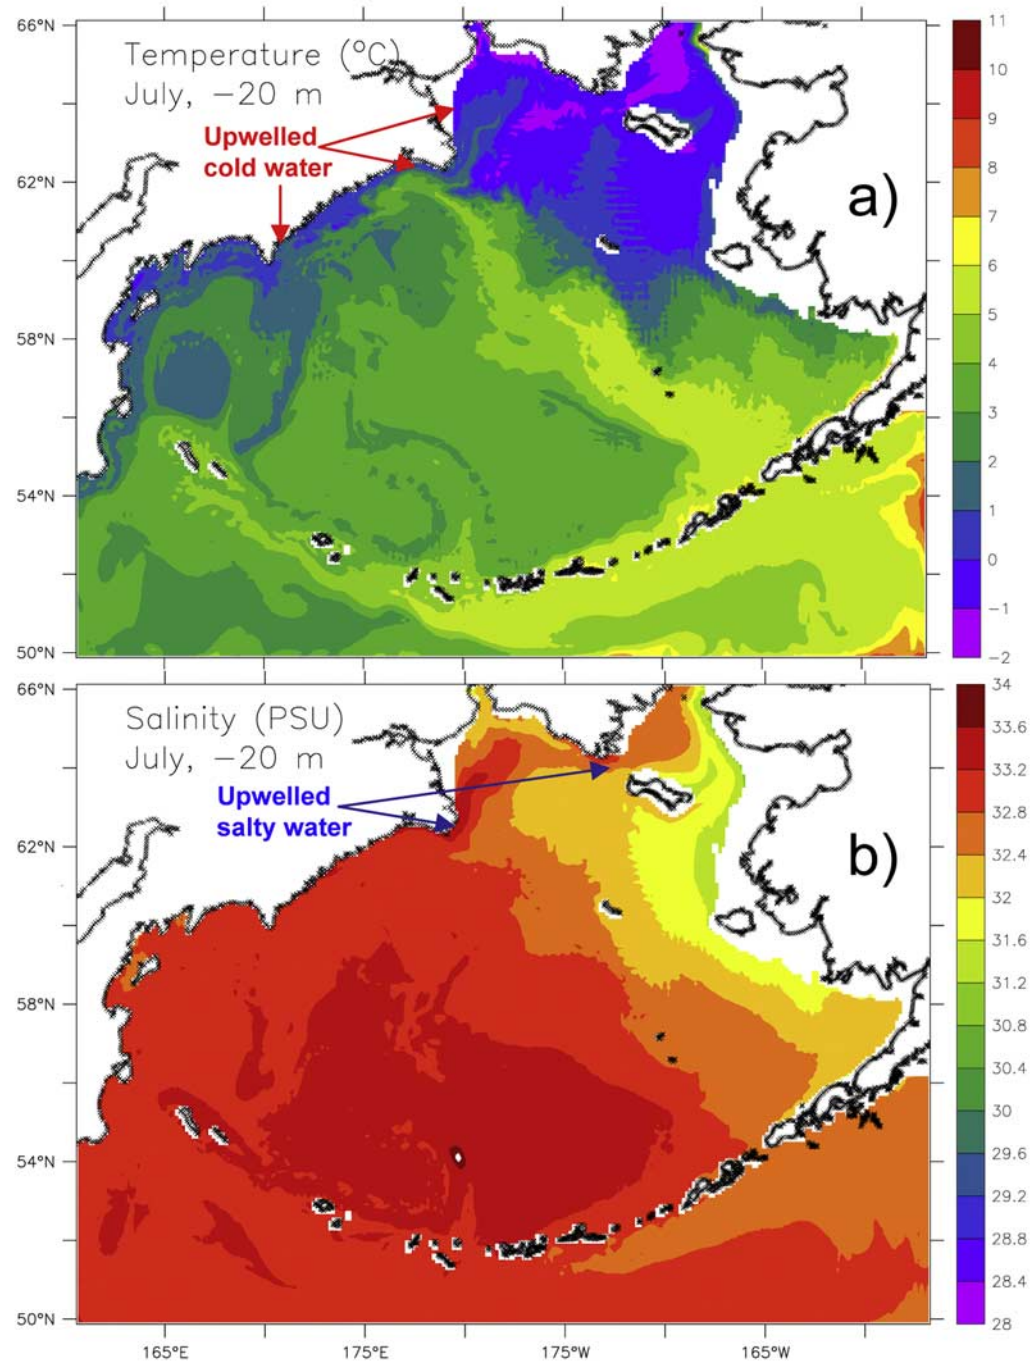 66°N
Temperature (°C)
July, −20 m
Upwelled
cold water
a)
62°N
58°N
54°N
50°N
11
10
9
8
7
6
5
4
3
2
1
0
−1
−2
66°N
Salinity (PSU)
July, −20 m
Upwelled
salty water
b)
62°N
58°N
54°N
50°N
165°E
175°E
175°W
165°W
34
33.6
33.2
32.8
32.4
32
31.6
31.2
30.8
30.4
30
29.6
29.2
28.8
28.4
28